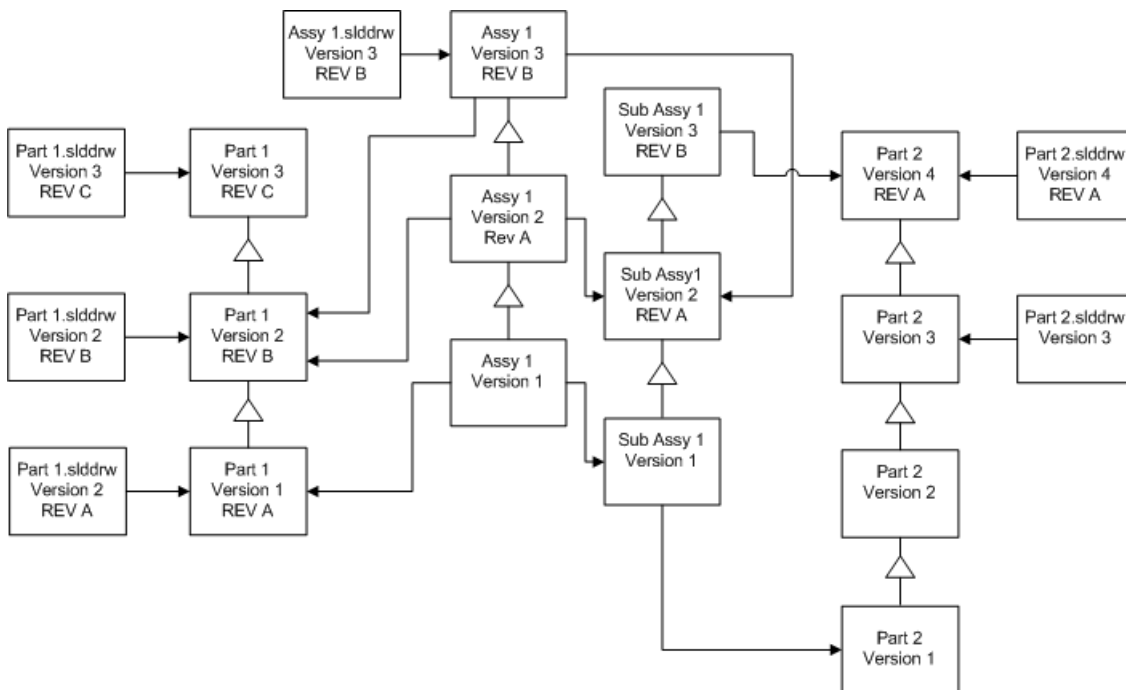 Assy 1.slddrw
Version 3
REV B
Assy 1
Version 3
REV B
Sub Assy 1
Version 3
REV B
Part 1.slddrw
Version 3
REV C
Part 1
Version 3
REV C
Part 2
Version 4
REV A
Part 2.slddrw
Version 4
REV A
Assy 1
Version 2
Rev A
Sub Assy1
Version 2
REV A
Part 1.slddrw
Version 2
REV B
Part 1
Version 2
REV B
Part 2
Version 3
Part 2.slddrw
Version 3
Assy 1
Version 1
Sub Assy 1
Version 1
Part 1.slddrw
Version 2
REV A
Part 1
Version 1
REV A
Part 2
Version 2
Part 2
Version 1